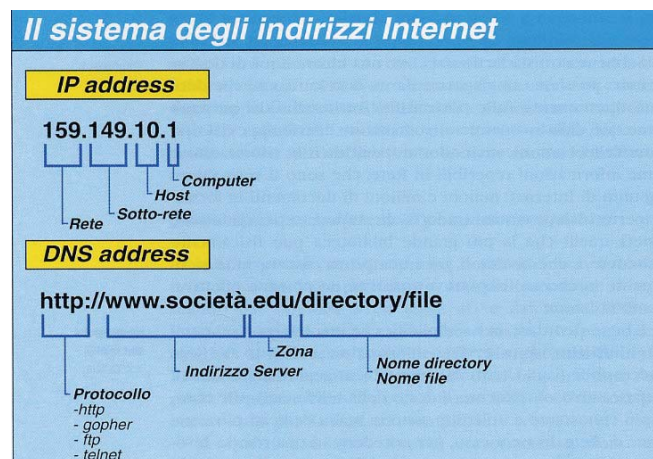 Il sistema degli indirizzi Internet
IP address
159.149.10.1
Computer
Host
Sotto-rete
Rete
DNS address
http://www.società.edu/directory/file
Zona
Indirizzo Server
Nome directory
Nome file
Protocollo
-http
- gopher
- ftp
- telnet